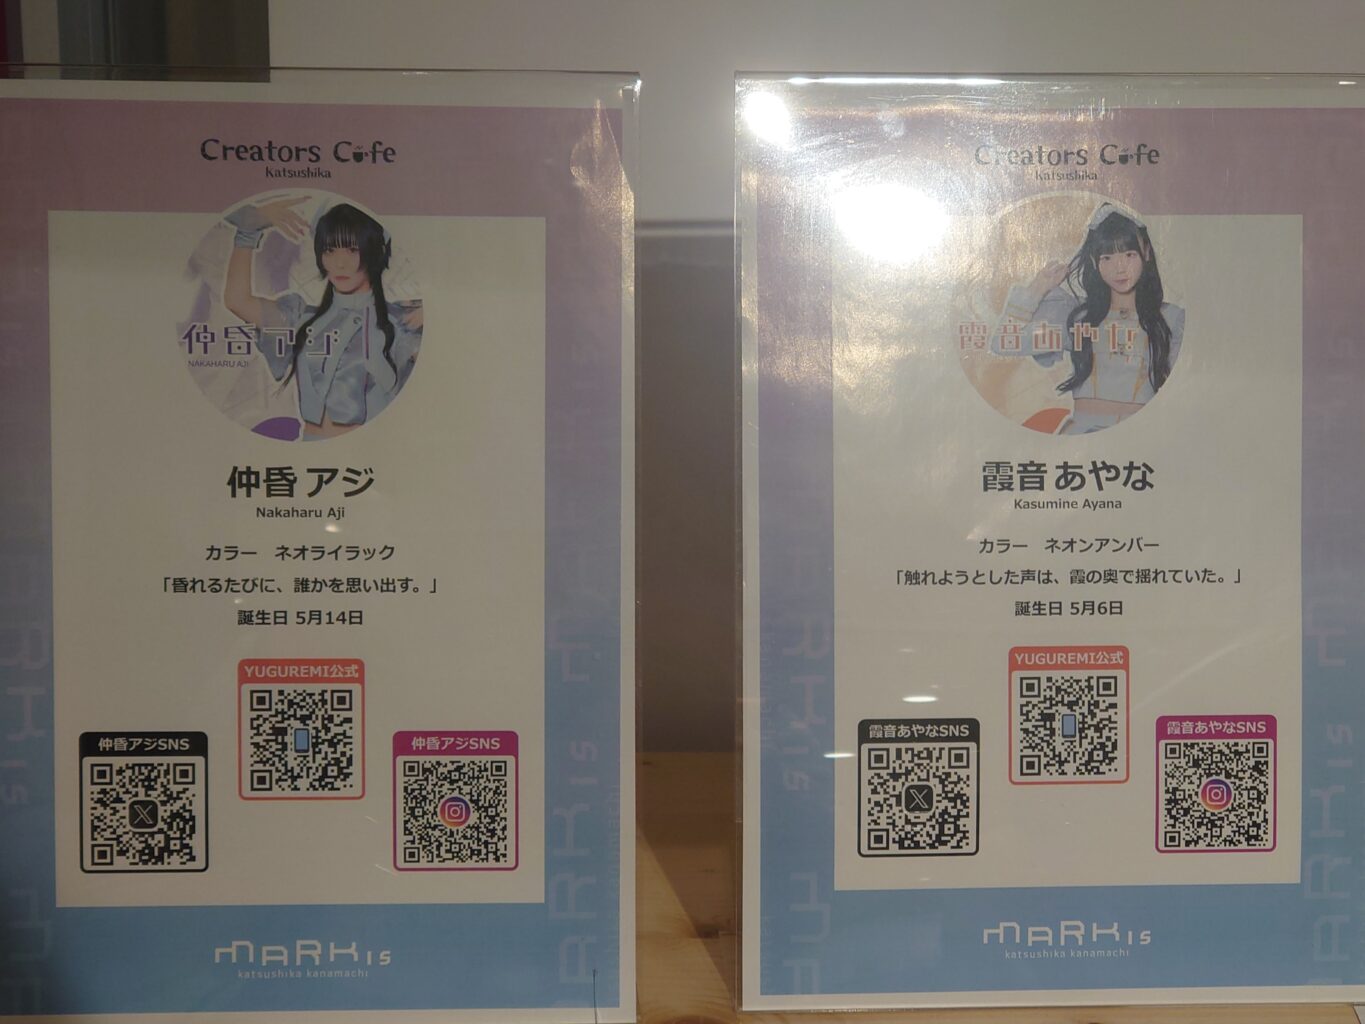 Creators Cafe
Katsushika
仲昏アジ
NAKAHARU AJI
仲昏 アジ
Nakaharu Aji
カラー ネオライラック
「昏れるたびに、誰かを思い出す。」
誕生日 5月14日
YUGUREMI公式
仲昏アジSNS
仲昏アジSNS
MARK IS
katsushika kanamachi
Creators Cafe
Katsushika
霞音あやな
霞音 あやな
Kasumine Ayana
カラー ネオンアンバー
「触れようとした声は、霞の奥で揺れていた。」
誕生日 5月6日
YUGUREMI公式
霞音あやなSNS
霞音あやなSNS
MARK IS
katsushika kanamachi